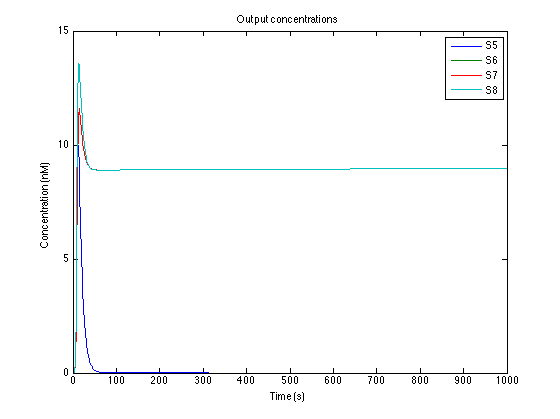 Output concentrations
15
10
5
0
Concentration (nM)
S5
S6
S7
S8
0 100 200 300 400 500 600 700 800 900 1000
Time (s)